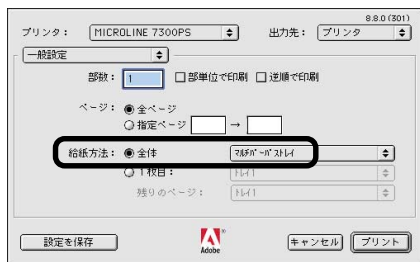 8.8.0 (301)
プリンタ： MICROLINE 7300PS 出力先： プリンタ
一般設定
部数： 1 部単位で印刷 逆順で印刷
ページ： 全ページ
指定ページ →
給紙方法： 全体 マルチパーパストレイ
1 枚目： トレイ1
残りのページ： トレイ1
設定を保存 Adobe キャンセル プリント